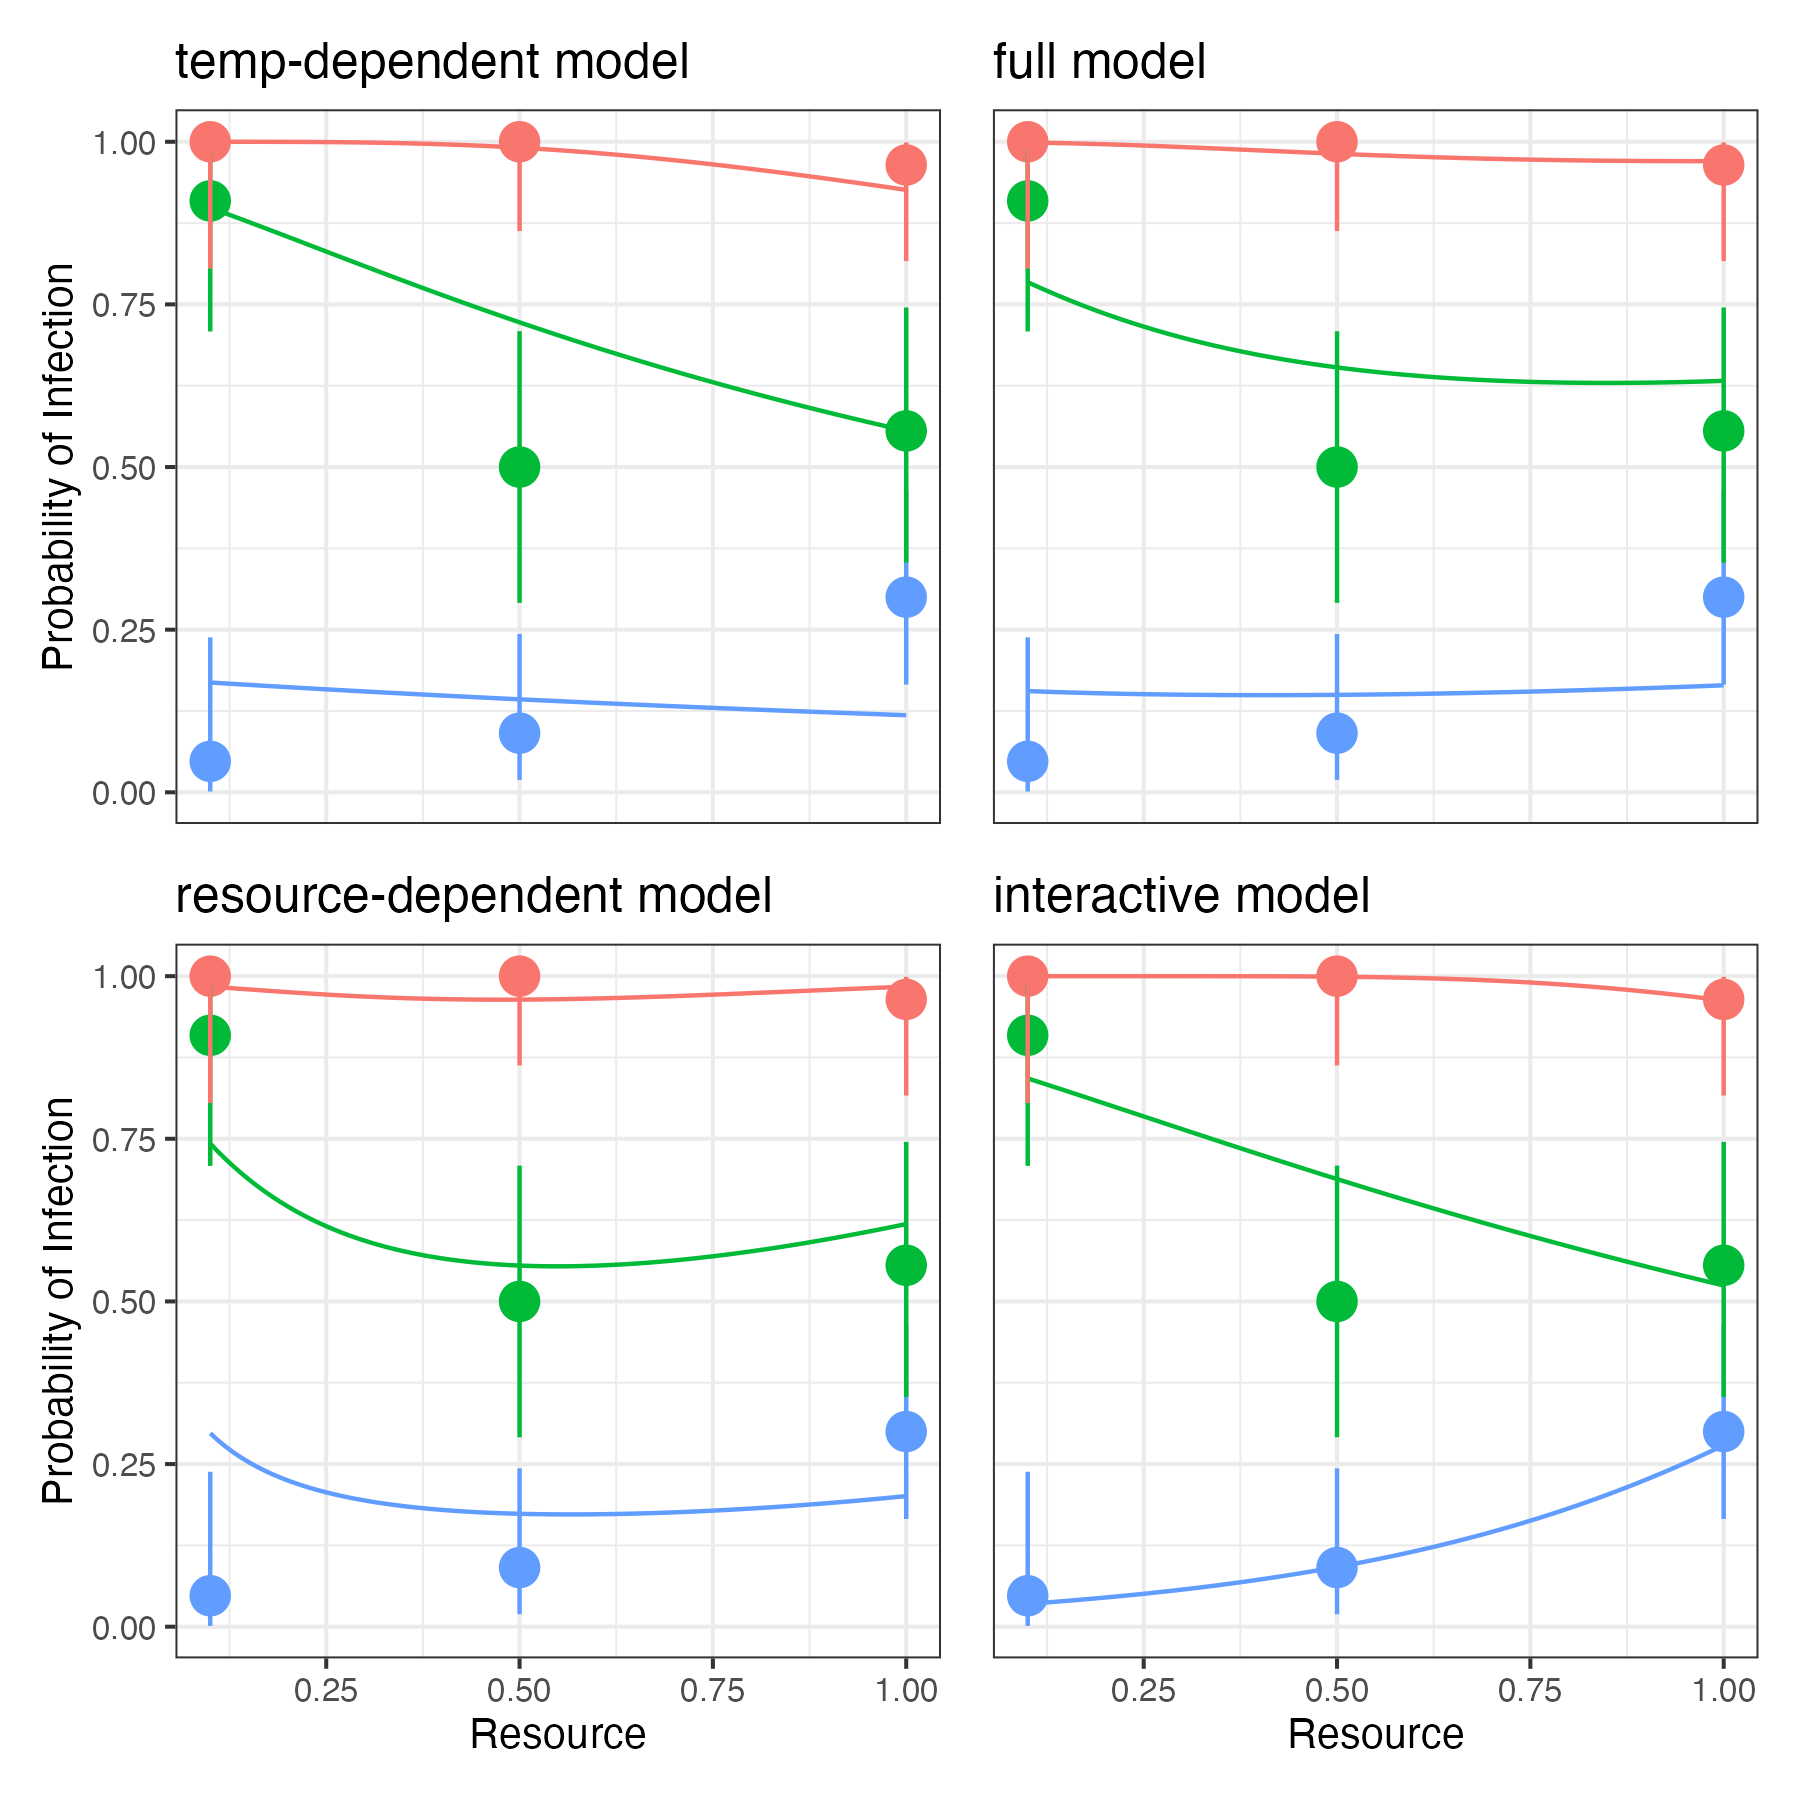 temp-dependent model
full model
1.00
0.75
0.50
0.25
0.00
Probability of Infection
resource-dependent model
interactive model
1.00
0.75
0.50
0.25
0.00
Probability of Infection
0.25 0.50 0.75 1.00
0.25 0.50 0.75 1.00
Resource
Resource